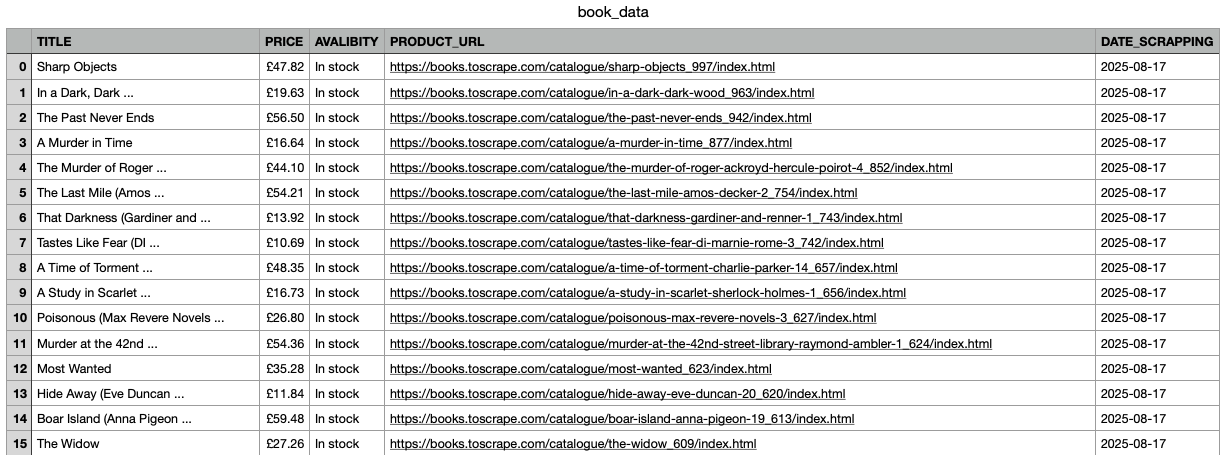 book_data
TITLE PRICE AVALIBITY PRODUCT_URL DATE_SCRAPPING
0 Sharp Objects £47.82 In stock https://books.toscrape.com/catalogue/sharp-objects_997/index.html 2025-08-17
1 In a Dark, Dark ... £19.63 In stock https://books.toscrape.com/catalogue/in-a-dark-dark-wood_963/index.html 2025-08-17
2 The Past Never Ends £56.50 In stock https://books.toscrape.com/catalogue/the-past-never-ends_942/index.html 2025-08-17
3 A Murder in Time £16.64 In stock https://books.toscrape.com/catalogue/a-murder-in-time_877/index.html 2025-08-17
4 The Murder of Roger ... £44.10 In stock https://books.toscrape.com/catalogue/the-murder-of-roger-ackroyd-hercule-poirot-4_852/index.html 2025-08-17
5 The Last Mile (Amos ... £54.21 In stock https://books.toscrape.com/catalogue/the-last-mile-amos-decker-2_754/index.html 2025-08-17
6 That Darkness (Gardiner and ... £13.92 In stock https://books.toscrape.com/catalogue/that-darkness-gardiner-and-renner-1_743/index.html 2025-08-17
7 Tastes Like Fear (DI ... £10.69 In stock https://books.toscrape.com/catalogue/tastes-like-fear-di-marnie-rome-3_742/index.html 2025-08-17
8 A Time of Torment ... £48.35 In stock https://books.toscrape.com/catalogue/a-time-of-torment-charlie-parker-14_657/index.html 2025-08-17
9 A Study in Scarlet ... £16.73 In stock https://books.toscrape.com/catalogue/a-study-in-scarlet-sherlock-holmes-1_656/index.html 2025-08-17
10 Poisonous (Max Revere Novels ... £26.80 In stock https://books.toscrape.com/catalogue/poisonous-max-revere-novels-3_627/index.html 2025-08-17
11 Murder at the 42nd ... £54.36 In stock https://books.toscrape.com/catalogue/murder-at-the-42nd-street-library-raymond-ambler-1_624/index.html 2025-08-17
12 Most Wanted £35.28 In stock https://books.toscrape.com/catalogue/most-wanted_623/index.html 2025-08-17
13 Hide Away (Eve Duncan ... £11.84 In stock https://books.toscrape.com/catalogue/hide-away-eve-duncan-20_620/index.html 2025-08-17
14 Boar Island (Anna Pigeon ... £59.48 In stock https://books.toscrape.com/catalogue/boar-island-anna-pigeon-19_613/index.html 2025-08-17
15 The Widow £27.26 In stock https://books.toscrape.com/catalogue/the-widow_609/index.html 2025-08-17